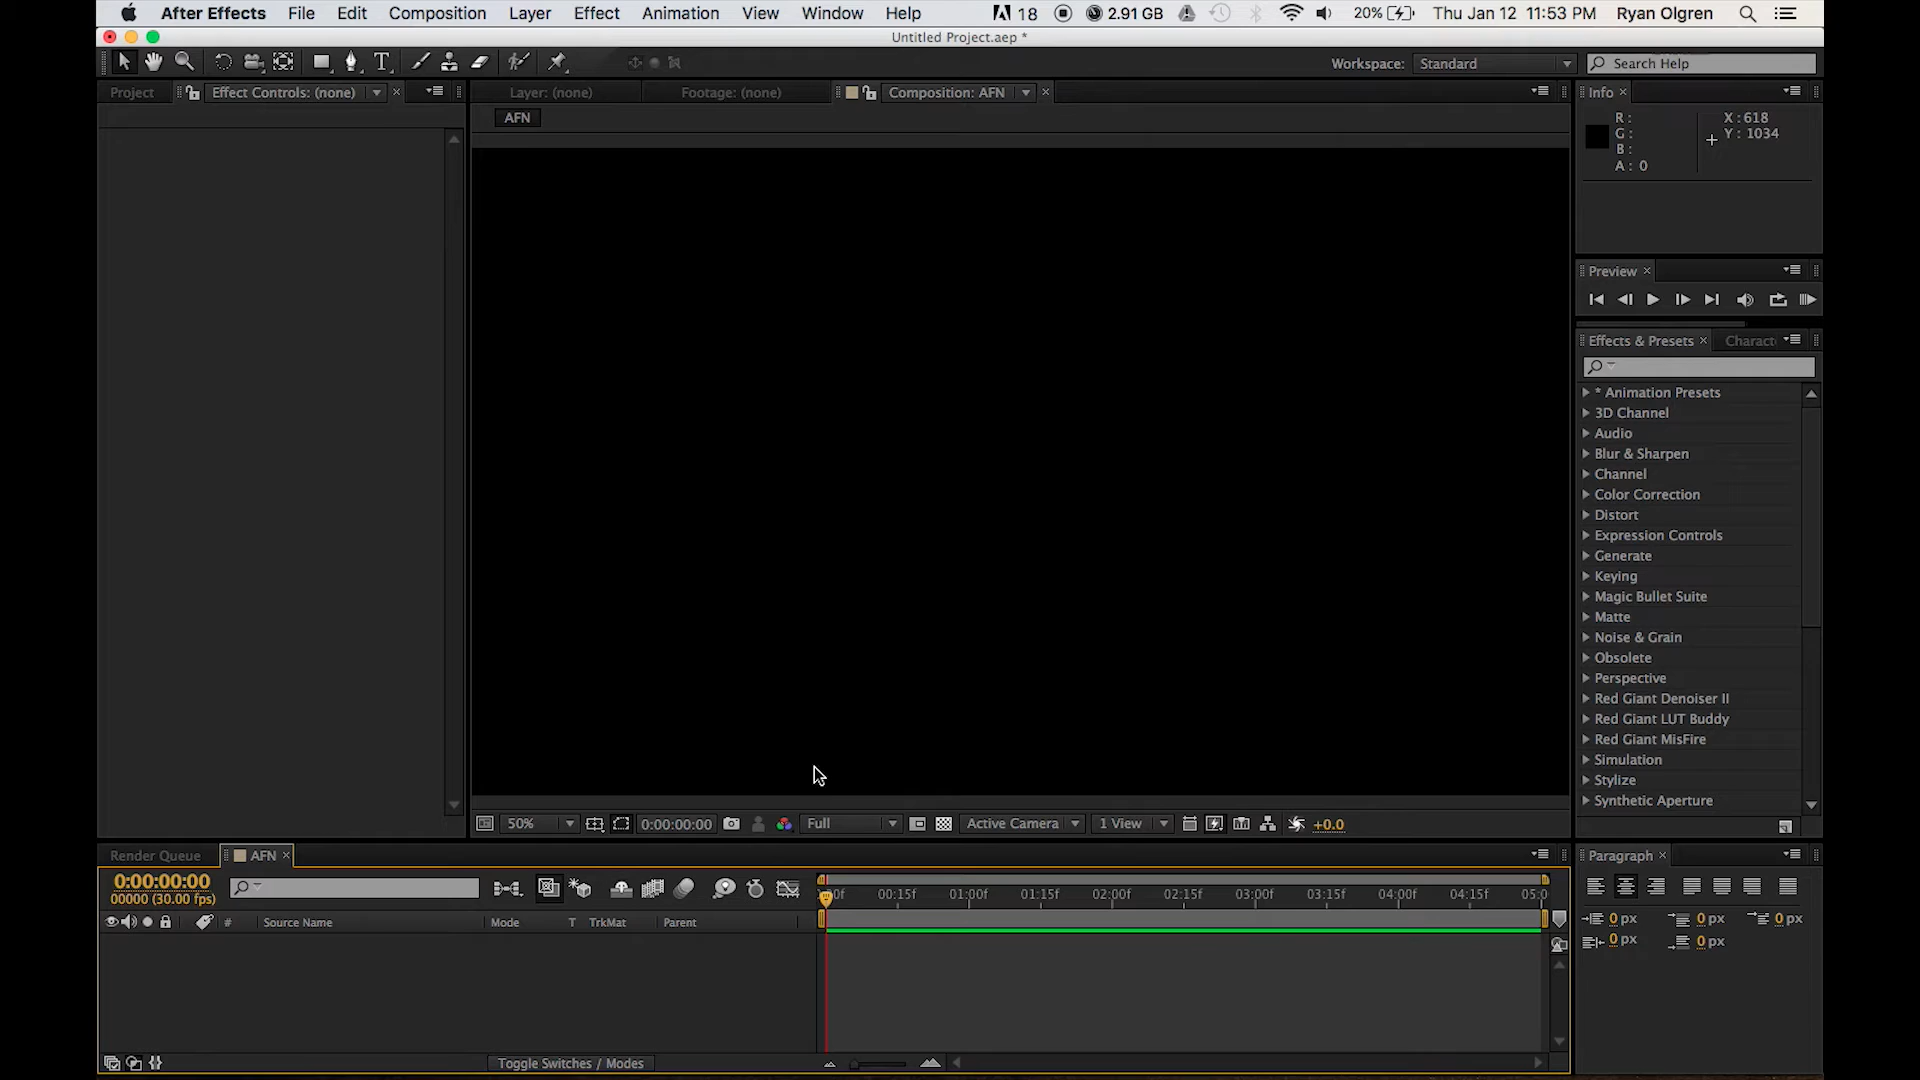 After Effects File Edit Composition Layer Effect Animation View Window Help 18 2.91 GB 20% Thu Jan 12 11:53 PM Ryan Olgren
Untitled Project.aep *
Workspace: Standard Search Help
Project Effect Controls: (none) Layer: (none) Footage: (none) Composition: AFN Info
AFN
R :
G :
B :
A : 0
X : 618
Y : 1034
Preview
Effects & Presets Charact
* Animation Presets
3D Channel
Audio
Blur & Sharpen
Channel
Color Correction
Distort
Expression Controls
Generate
Keying
Magic Bullet Suite
Matte
Noise & Grain
Obsolete
Perspective
Red Giant Denoiser II
Red Giant LUT Buddy
Red Giant MisFire
Simulation
Stylize
Synthetic Aperture
50% 0:00:00:00 Full Active Camera 1 View +0.0
Render Queue AFN Paragraph
0:00:00:00
00000 (30.00 fps)
00f 00:15f 01:00f 01:15f 02:00f 02:15f 03:00f 03:15f 04:00f 04:15f 05:0
# Source Name Mode T TrkMat Parent
0 px 0 px 0 px
0 px 0 px
Toggle Switches / Modes